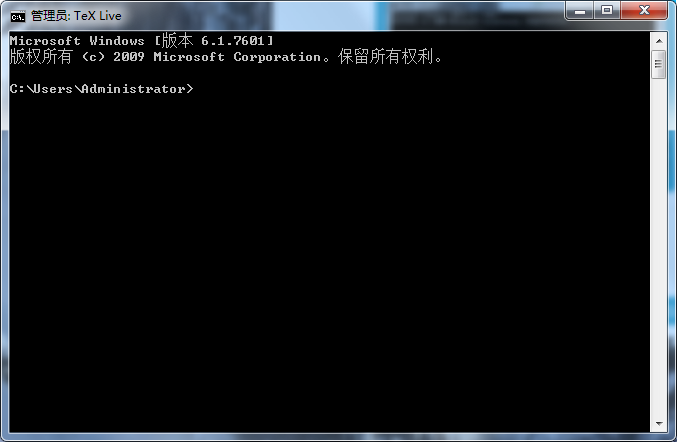 管理员: TeX Live
Microsoft Windows [版本 6.1.7601]
版权所有 (c) 2009 Microsoft Corporation。保留所有权利。
C:\Users\Administrator>